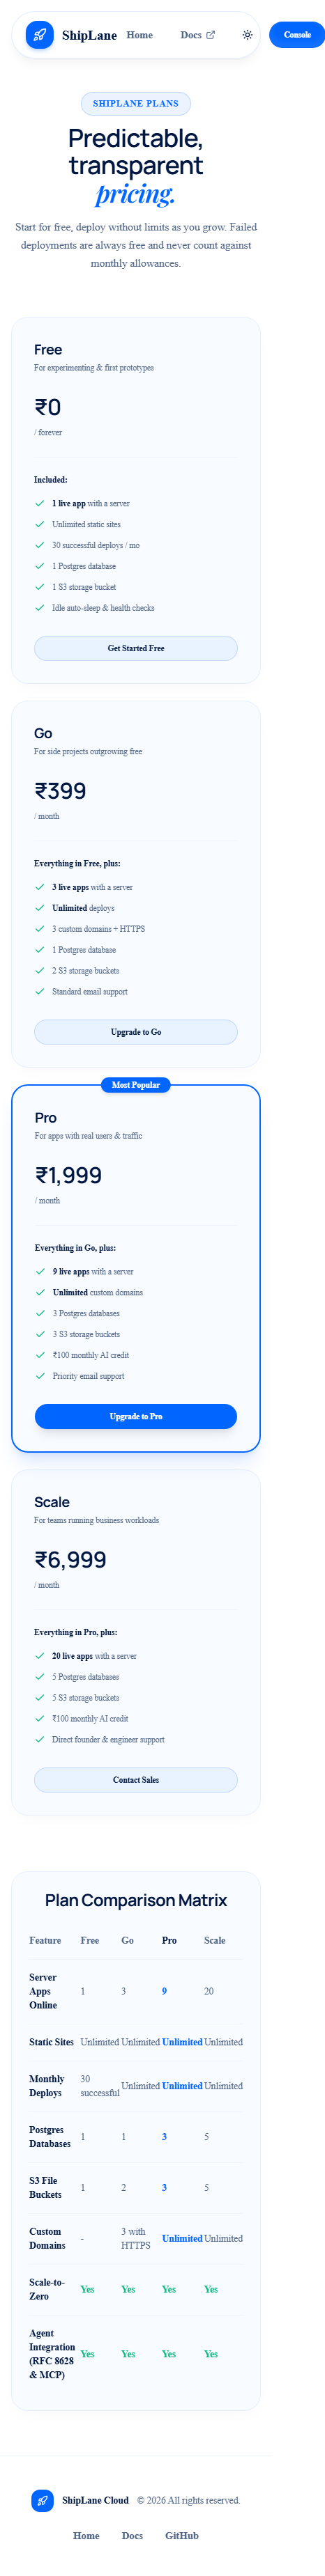 ShipLane Home Docs Console
SHIPLANE PLANS
Predictable,
transparent
pricing.
Start for free, deploy without limits as you grow. Failed
deployments are always free and never count against
monthly allowances.
Free
For experimenting & first prototypes
₹0
/ forever
Included:
1 live app with a server
Unlimited static sites
30 successful deploys / mo
1 Postgres database
1 S3 storage bucket
Idle auto-sleep & health checks
Get Started Free
Go
For side projects outgrowing free
₹399
/ month
Everything in Free, plus:
3 live apps with a server
Unlimited deploys
3 custom domains + HTTPS
1 Postgres database
2 S3 storage buckets
Standard email support
Upgrade to Go
Most Popular
Pro
For apps with real users & traffic
₹1,999
/ month
Everything in Go, plus:
9 live apps with a server
Unlimited custom domains
3 Postgres databases
3 S3 storage buckets
₹100 monthly AI credit
Priority email support
Upgrade to Pro
Scale
For teams running business workloads
₹6,999
/ month
Everything in Pro, plus:
20 live apps with a server
5 Postgres databases
5 S3 storage buckets
₹100 monthly AI credit
Direct founder & engineer support
Contact Sales
Plan Comparison Matrix
Feature Free Go Pro Scale
Server
Apps
Online
1 3 9 20
Static Sites Unlimited Unlimited Unlimited Unlimited
Monthly
Deploys
30
successful
Unlimited Unlimited Unlimited
Postgres
Databases
1 1 3 5
S3 File
Buckets
1 2 3 5
Custom
Domains
-
3 with
HTTPS
Unlimited Unlimited
Scale-to-
Zero
Yes Yes Yes Yes
Agent
Integration
(RFC 8628
& MCP)
Yes Yes Yes Yes
ShipLane Cloud © 2026 All rights reserved.
Home Docs GitHub